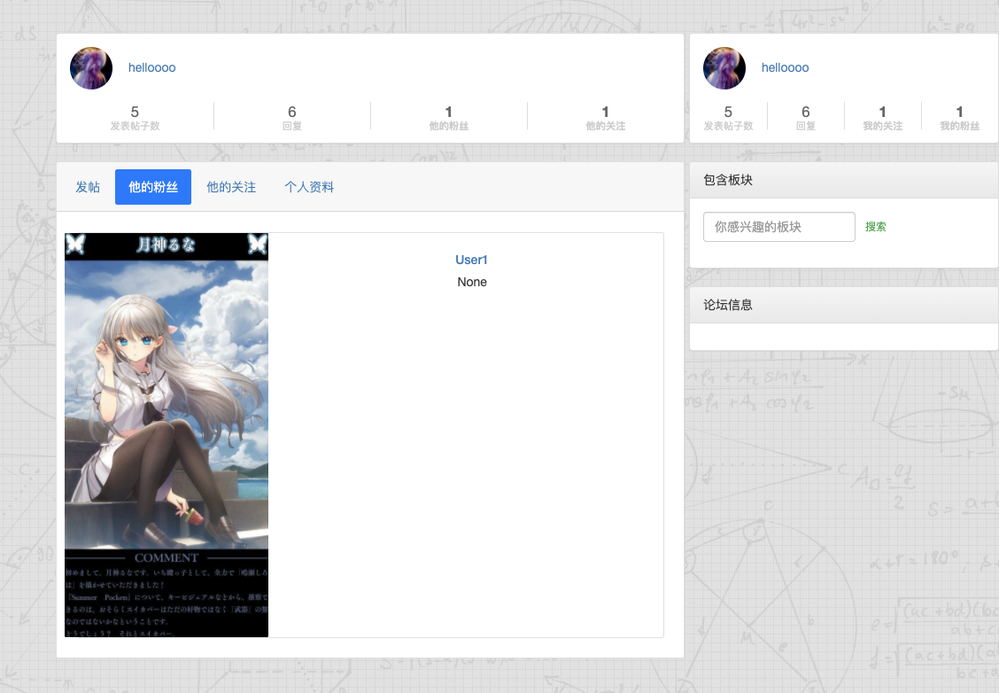 helloooo
5
发表帖子数
6
回复
1
他的粉丝
1
他的关注
helloooo
5
发表帖子数
6
回复
1
我的关注
1
我的粉丝
发帖
他的粉丝
他的关注
个人资料
月神るな
User1
None
COMMENT
初めまして、月神るなです。いち鍵っ子として、全力で「鳴瀬しろ
は」を描かせていただきました！
『Summer Pockets』について、キービジュアルなどから、推察で
きるのは、おそらくスイカバーはただの好物ではなく「武器」の類
なのではないかなということです。
どうでしょう？ それとスイカバー。
包含板块
你感兴趣的板块
搜索
论坛信息